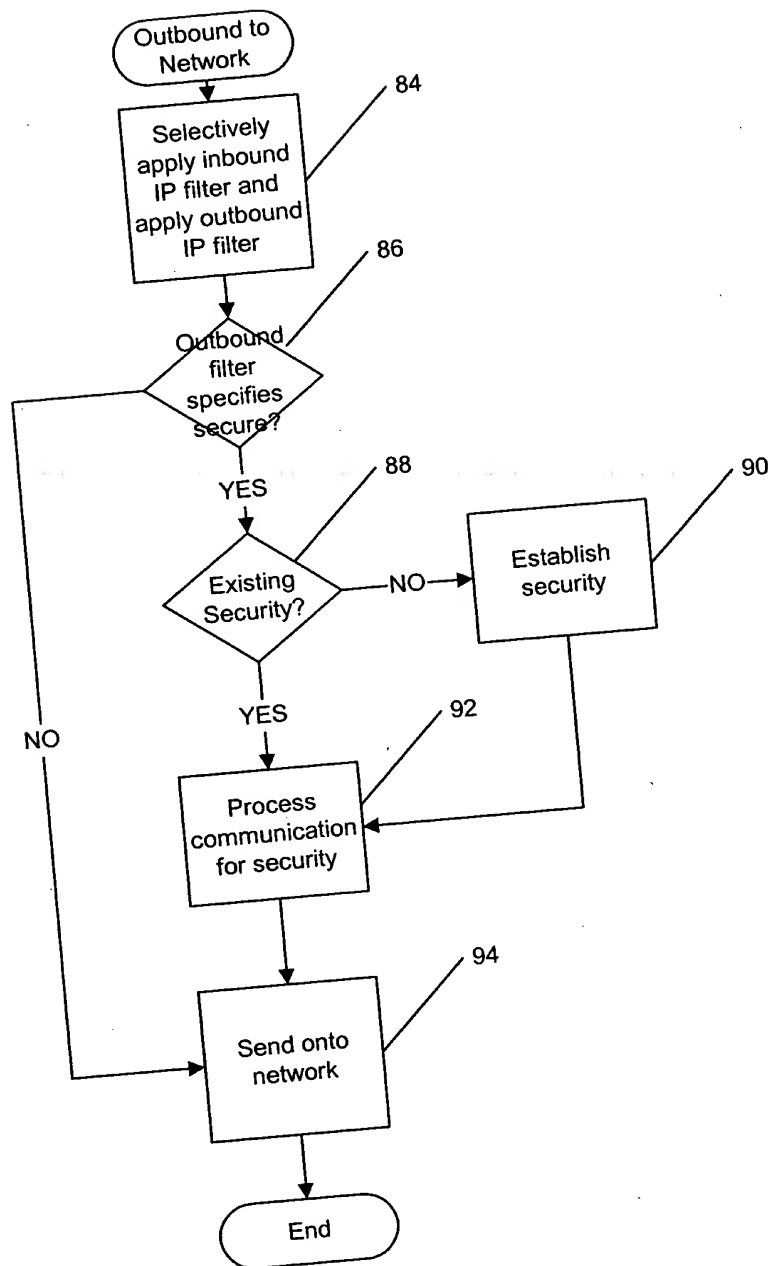 Outbound to
Network
84
Selectively
apply inbound
IP filter and
apply outbound
IP filter
86
Outbound
filter
specifies
secure?
YES
88
90
Existing
Security?
NO
Establish
security
YES
92
NO
Process
communication
for security
94
Send onto
network
End